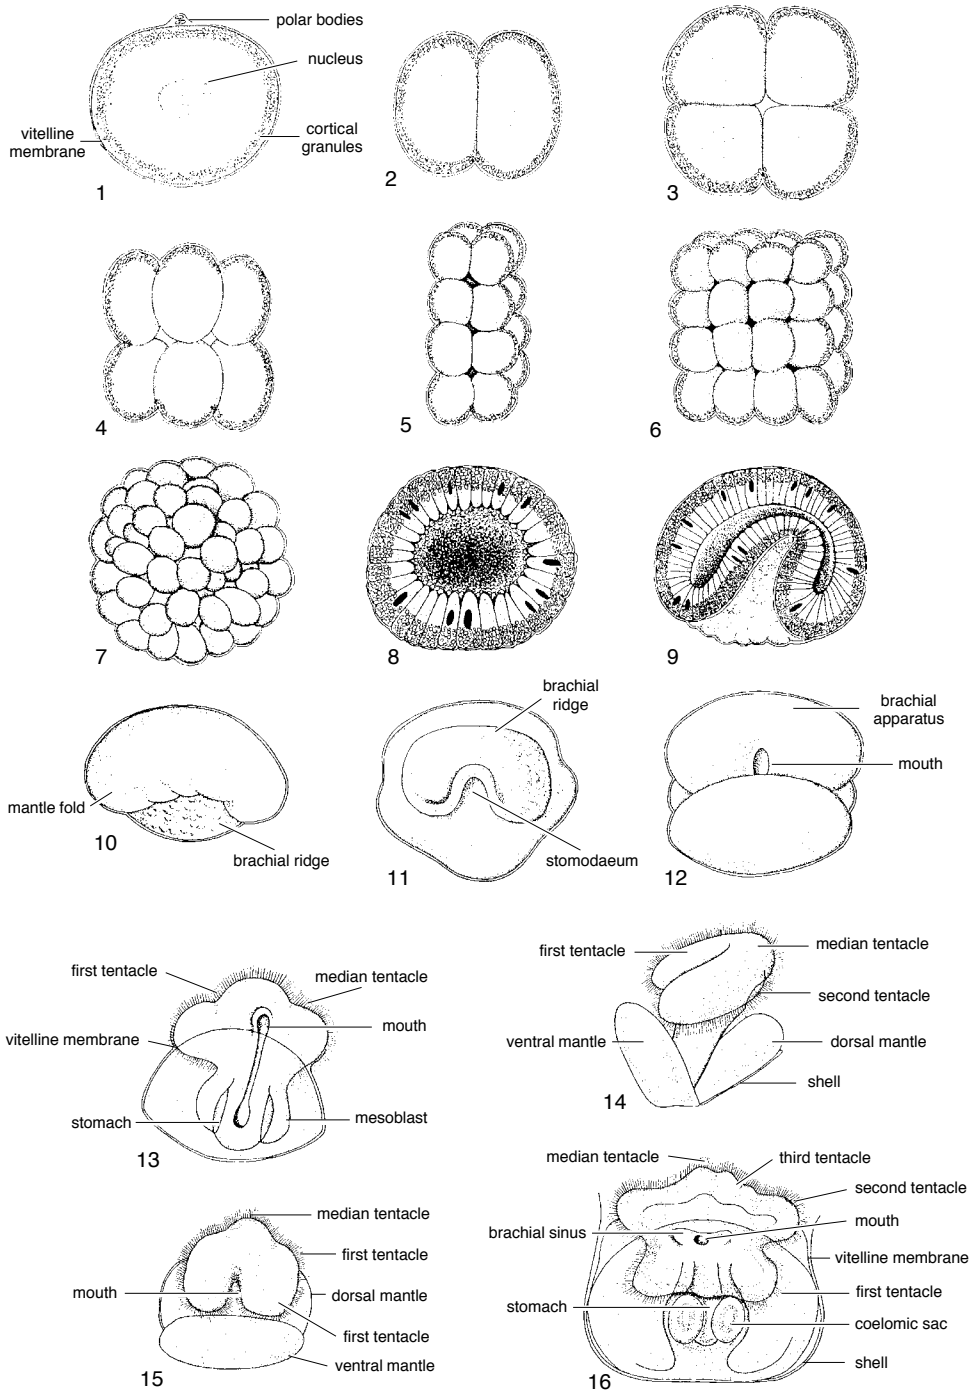 polar bodies
nucleus
vitelline
membrane
cortical
granules
1
2
3
4
5
6
7
8
9
mantle fold
brachial ridge
10
brachial
ridge
stomodaeum
11
brachial
apparatus
mouth
12
first tentacle
median tentacle
mouth
vitelline membrane
stomach
mesoblast
13
first tentacle
median tentacle
second tentacle
ventral mantle
dorsal mantle
shell
14
median tentacle
first tentacle
mouth
dorsal mantle
first tentacle
ventral mantle
15
median tentacle
third tentacle
second tentacle
brachial sinus
mouth
vitelline membrane
first tentacle
stomach
coelomic sac
shell
16